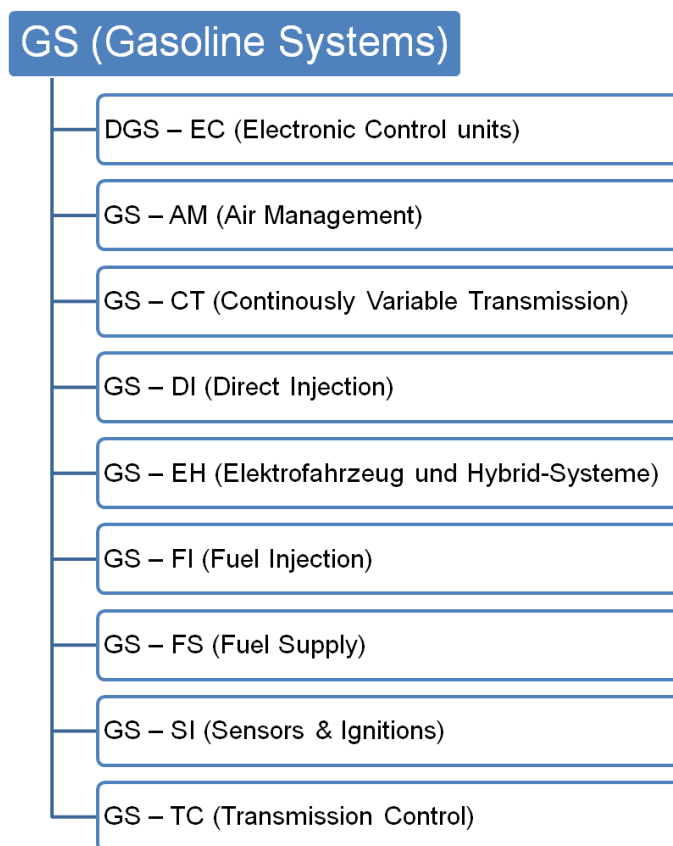 GS (Gasoline Systems)
DGS – EC (Electronic Control units)
GS – AM (Air Management)
GS – CT (Continously Variable Transmission)
GS – DI (Direct Injection)
GS – EH (Elektrofahrzeug und Hybrid-Systeme)
GS – FI (Fuel Injection)
GS – FS (Fuel Supply)
GS – SI (Sensors & Ignitions)
GS – TC (Transmission Control)